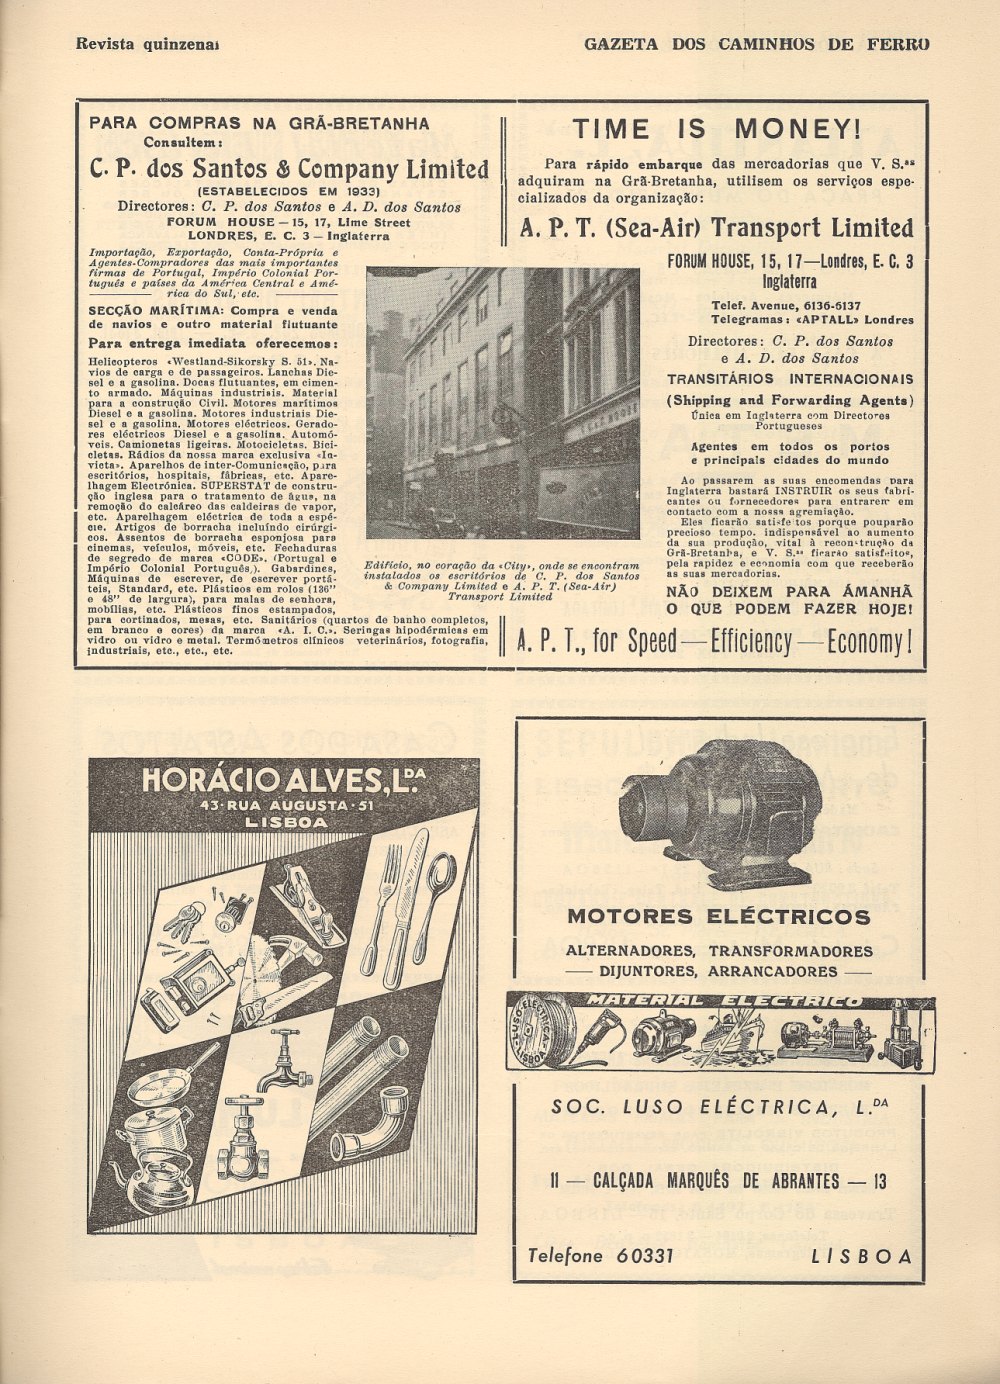 Revista quinzenal
GAZETA DOS CAMINHOS DE FERRO
PARA COMPRAS NA GRÃ-BRETANHA
Consultem:
C. P. dos Santos & Company Limited
(ESTABELECIDOS EM 1933)
Directores: C. P. dos Santos e A. D. dos Santos
FORUM HOUSE — 15, 17, Lime Street
LONDRES, E. C. 3 — Inglaterra
Importação, Exportação, Conta-Própria e
Agentes-Compradores das mais importantes
firmas de Portugal, Império Colonial Por-
tuguês e países da América Central e Amé-
rica do Sul, etc.
SECÇÃO MARÍTIMA: Compra e venda
de navios e outro material flutuante
Para entrega imediata oferecemos:
Helicopteros «Westland-Sikorsky S. 51». Na-
vios de carga e de passageiros. Lanchas Die-
sel e a gasolina. Docas flutuantes, em cimen-
to armado. Máquinas industriais. Material
para a construção Civil. Motores marítimos
Diesel e a gasolina. Motores industriais Die-
sel e a gasolina. Motores eléctricos. Gerado-
res eléctricos Diesel e a gasolina. Automó-
veis. Camionetas ligeiras. Motocicletas. Bici-
cletas. Rádios da nossa marca exclusiva «In-
victa». Aparelhos de inter-Comunicação, para
escritórios, hospitais, fábricas, etc. Apare-
lhagem Electrónica. SUPERSTAT de constru-
ção inglesa para o tratamento de água, na
remoção do calcáreo das caldeiras de vapor,
etc. Aparelhagem eléctrica de toda a espé-
cie. Artigos de borracha incluindo cirúrgi-
cos. Assentos de borracha esponjosa para
cinemas, veículos, móveis, etc. Fechaduras
de segredo de marca «CODE». (Portugal e
Império Colonial Português). Gabardines,
Máquinas de escrever, de escrever portá-
teis, Standard, etc. Plásticos em rolos (136"
e 48" de largura), para malas de senhora,
mobílias, etc. Plásticos finos estampados,
para cortinados, mesas, etc. Sanitários (quartos de banho completos,
em branco e cores) da marca «A. I. C.». Seringas hipodérmicas em
vidro ou vidro e metal. Termómetros clínicos veterinários, fotografia,
industriais, etc., etc., etc.
Edifício, no coração da «City», onde se encontram
instalados os escritórios de C. P. dos Santos
& Company Limited e A. P. T. (Sea-Air)
Transport Limited
TIME IS MONEY!
Para rápido embarque das mercadorias que V. S.ªs
adquiram na Grã-Bretanha, utilisem os serviços espe-
cializados da organização:
A. P. T. (Sea-Air) Transport Limited
FORUM HOUSE, 15, 17—Londres, E. C. 3
Inglaterra
Telef. Avenue, 6136-6137
Telegramas: «APTALL» Londres
Directores: C. P. dos Santos
e A. D. dos Santos
TRANSITÁRIOS INTERNACIONAIS
(Shipping and Forwarding Agents)
Única em Inglaterra com Directores
Portugueses
Agentes em todos os portos
e principais cidades do mundo
Ao passarem as suas encomendas para
Inglaterra bastará INSTRUIR os seus fabri-
cantes ou fornecedores para entrarem em
contacto com a nossa agremiação.
Eles ficarão satisfeitos porque pouparão
precioso tempo. indispensável ao aumento
da sua produção, vital à reconstrução da
Grã-Bretanha, e V. S.ªs ficarão satisfeitos,
pela rapidez e economia com que receberão
as suas mercadorias.
NÃO DEIXEM PARA ÁMANHÃ
O QUE PODEM FAZER HOJE!
A. P. T., for Speed — Efficiency — Economy!
HORÁCIO ALVES, L.DA
43 · RUA AUGUSTA · 51
LISBOA
MOTORES ELÉCTRICOS
ALTERNADORES, TRANSFORMADORES
— DIJUNTORES, ARRANCADORES —
MATERIAL ELECTRICO
LUSO ELECTRICA
LISBOA
SOC. LUSO ELÉCTRICA, L.DA
11 — CALÇADA MARQUÊS DE ABRANTES — 13
Telefone 60331 LISBOA